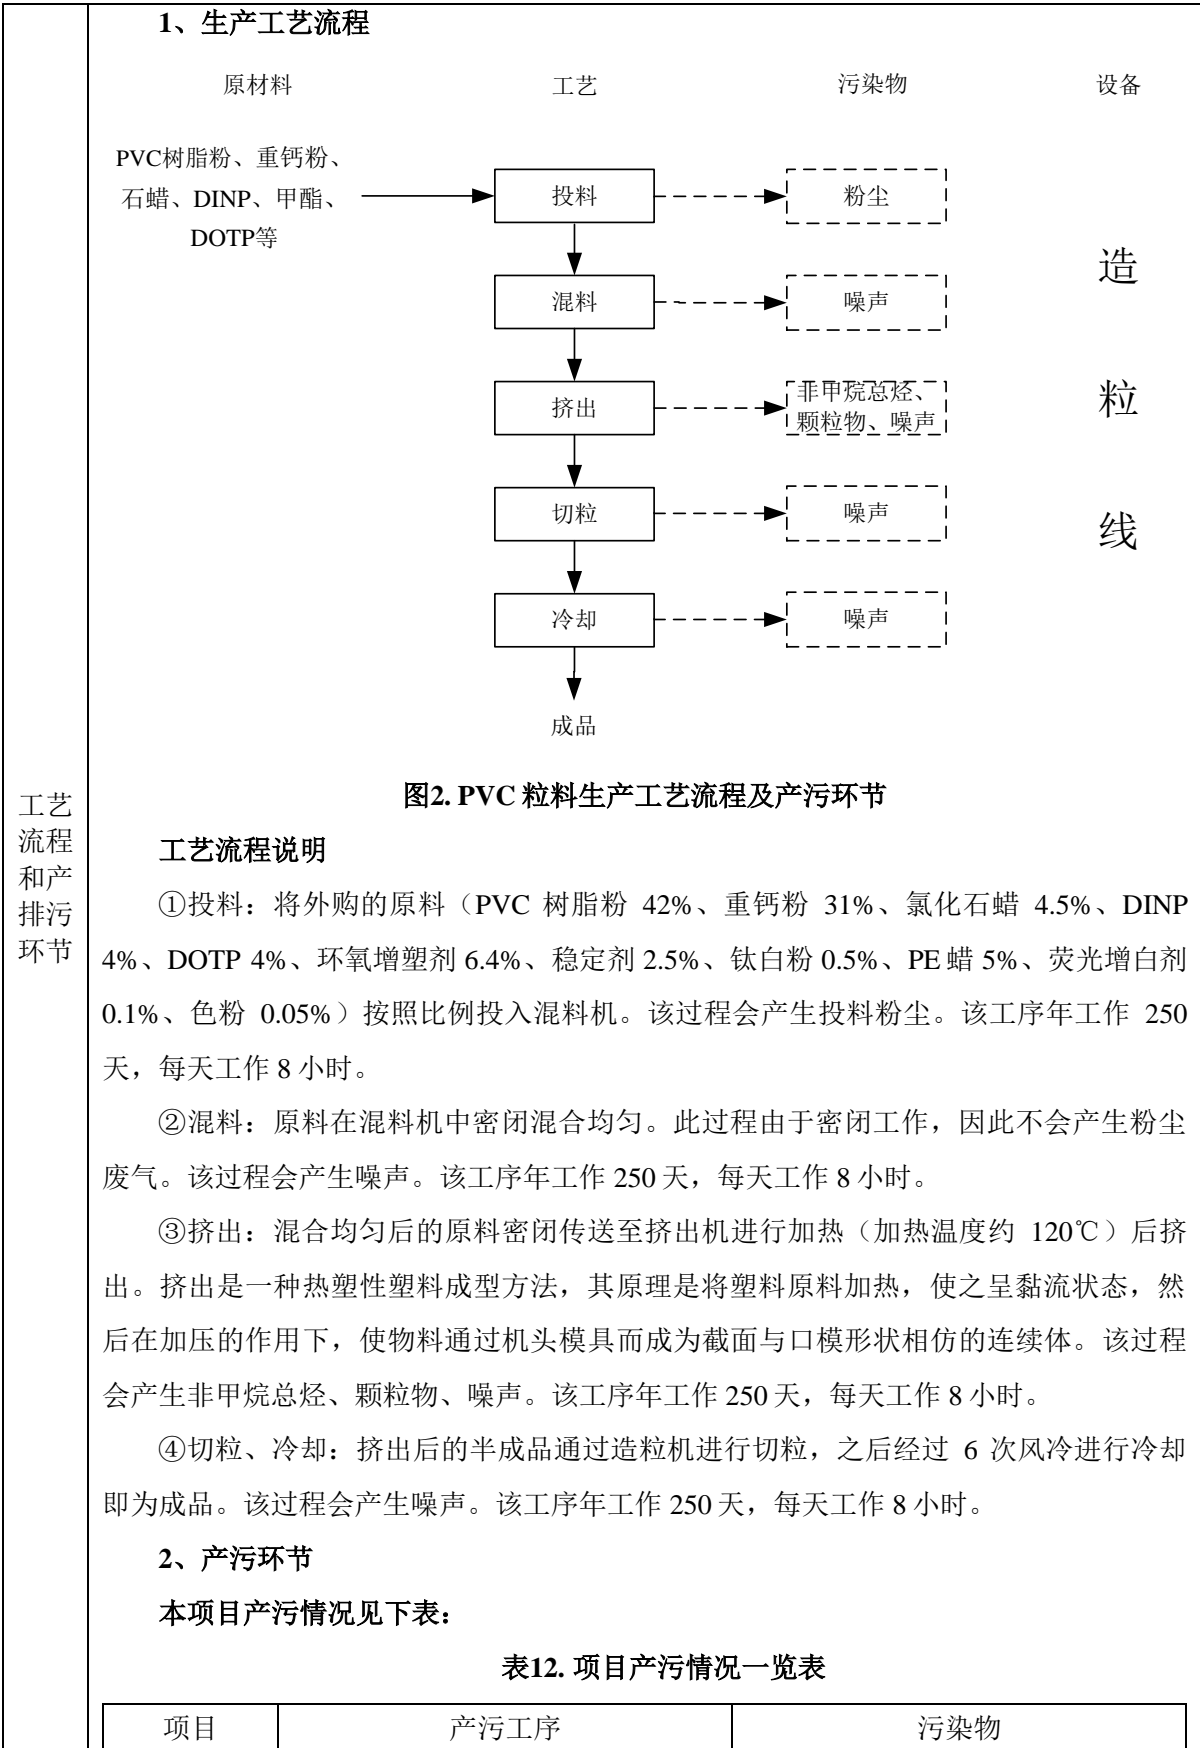 1、生产工艺流程
原材料 工艺 污染物 设备
PVC树脂粉、重钙粉、
石蜡、DINP、甲酯、
DOTP等
投料 粉尘
混料 噪声
挤出 非甲烷总烃、
颗粒物、噪声
切粒 噪声
冷却 噪声
成品
造
粒
线
图2. PVC 粒料生产工艺流程及产污环节
工艺
流程
和产
排污
环节
工艺流程说明
①投料：将外购的原料（PVC 树脂粉 42%、重钙粉 31%、氯化石蜡 4.5%、DINP
4%、DOTP 4%、环氧增塑剂 6.4%、稳定剂 2.5%、钛白粉 0.5%、PE 蜡 5%、荧光增白剂
0.1%、色粉 0.05%）按照比例投入混料机。该过程会产生投料粉尘。该工序年工作 250
天，每天工作 8 小时。
②混料：原料在混料机中密闭混合均匀。此过程由于密闭工作，因此不会产生粉尘
废气。该过程会产生噪声。该工序年工作 250 天，每天工作 8 小时。
③挤出：混合均匀后的原料密闭传送至挤出机进行加热（加热温度约 120℃）后挤
出。挤出是一种热塑性塑料成型方法，其原理是将塑料原料加热，使之呈黏流状态，然
后在加压的作用下，使物料通过机头模具而成为截面与口模形状相仿的连续体。该过程
会产生非甲烷总烃、颗粒物、噪声。该工序年工作 250 天，每天工作 8 小时。
④切粒、冷却：挤出后的半成品通过造粒机进行切粒，之后经过 6 次风冷进行冷却
即为成品。该过程会产生噪声。该工序年工作 250 天，每天工作 8 小时。
2、产污环节
本项目产污情况见下表：
表12. 项目产污情况一览表
项目 产污工序 污染物